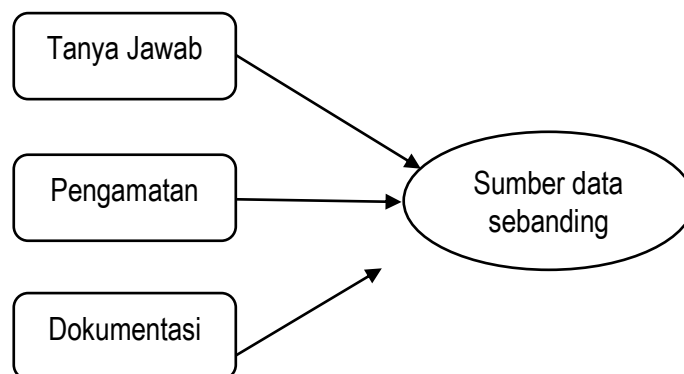 Tanya Jawab
Pengamatan
Sumber data
sebanding
Dokumentasi